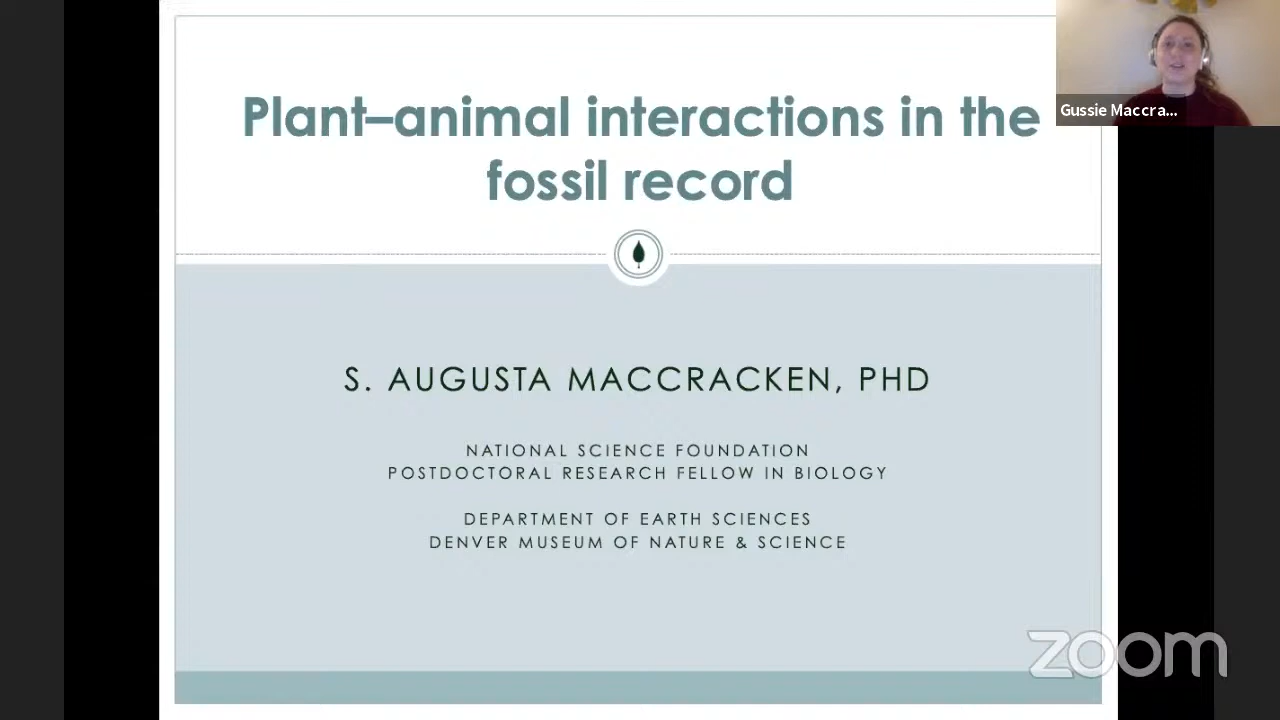 Plant–animal interactions in the
fossil record
Gussie Maccra...
S. AUGUSTA MACCRACKEN, PHD
NATIONAL SCIENCE FOUNDATION
POSTDOCTORAL RESEARCH FELLOW IN BIOLOGY
DEPARTMENT OF EARTH SCIENCES
DENVER MUSEUM OF NATURE & SCIENCE
zoom